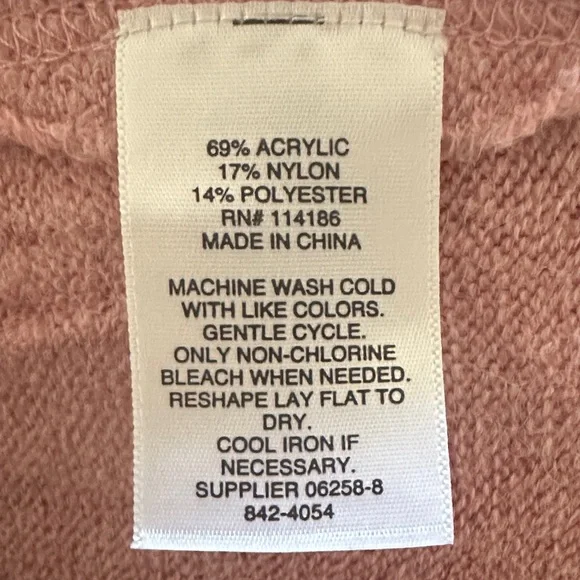 69% ACRYLIC
17% NYLON
14% POLYESTER
RN# 114186
MADE IN CHINA
MACHINE WASH COLD
WITH LIKE COLORS.
GENTLE CYCLE.
ONLY NON-CHLORINE
BLEACH WHEN NEEDED.
RESHAPE LAY FLAT TO
DRY.
COOL IRON IF
NECESSARY.
SUPPLIER 06258-8
842-4054